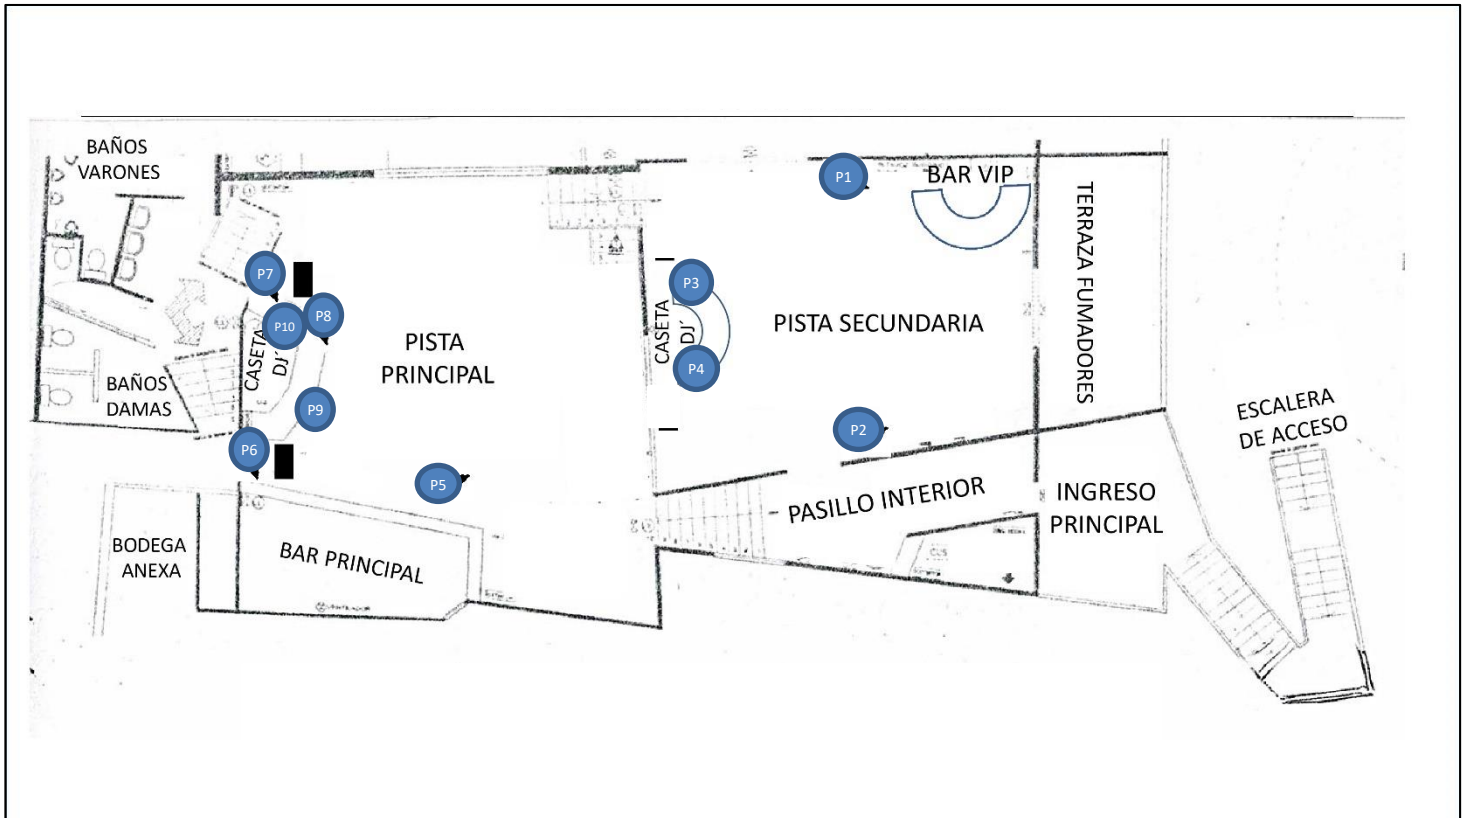 BAÑOS
VARONES
P1
BAR VIP
TERRAZA FUMADORES
P7
P3
P10
P8
CASETA
DJ´
PISTA
PRINCIPAL
CASETA
DJ´
PISTA SECUNDARIA
P4
BAÑOS
DAMAS
P9
ESCALERA
DE ACCESO
P2
P6
P5
PASILLO INTERIOR
INGRESO
PRINCIPAL
BODEGA
ANEXA
BAR PRINCIPAL